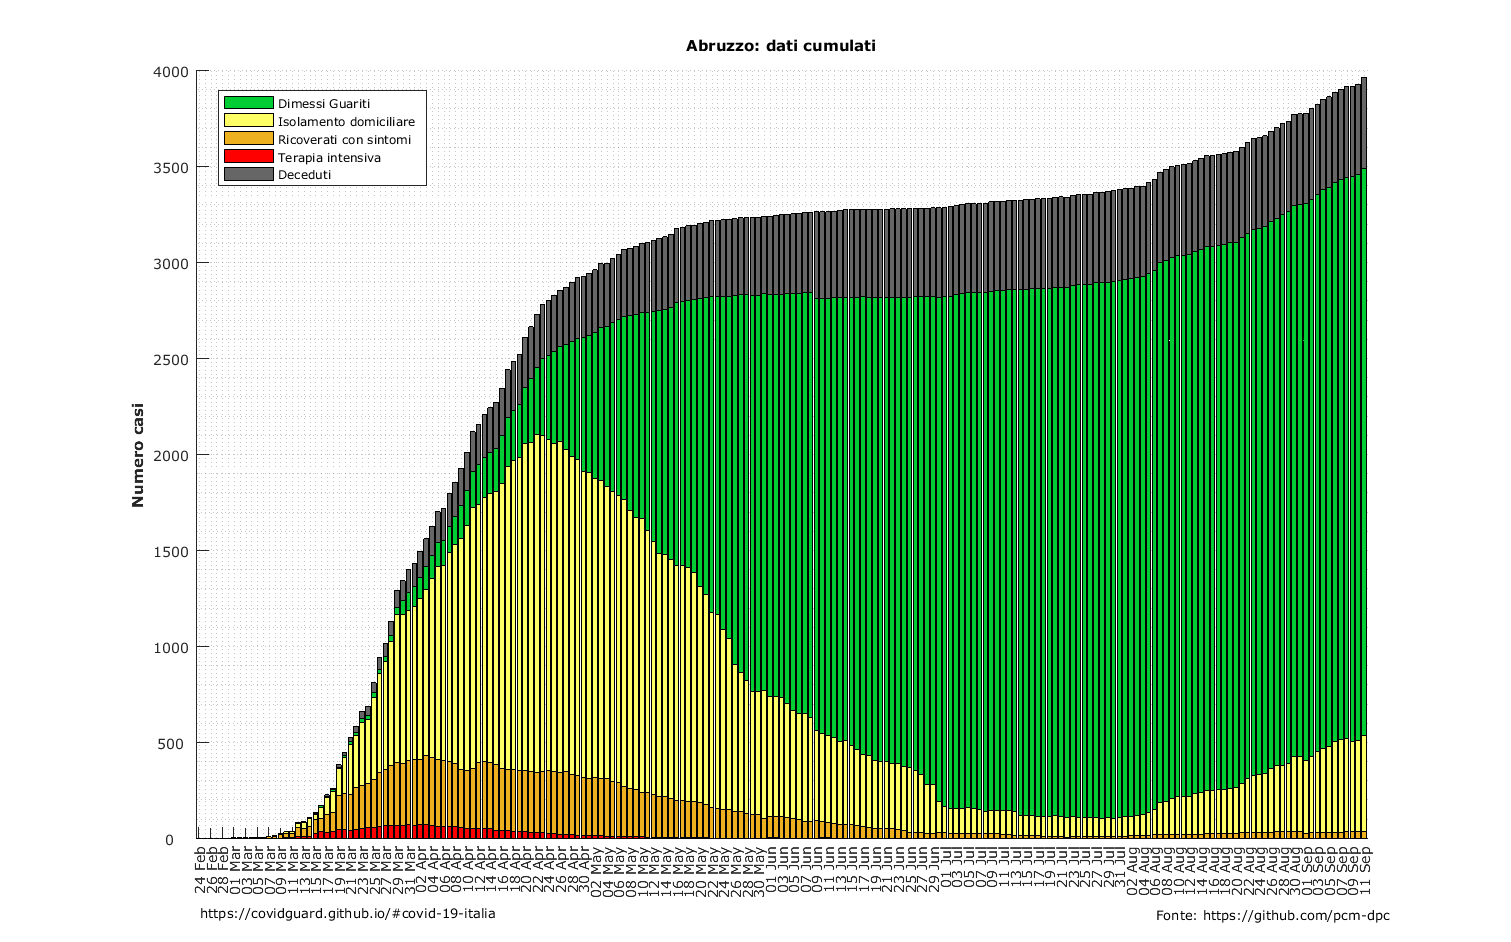 Abruzzo: dati cumulati
4000
3500
3000
2500
2000
1500
1000
500
0
Numero casi
Dimessi Guariti
Isolamento domiciliare
Ricoverati con sintomi
Terapia intensiva
Deceduti
24 Feb
26 Feb
28 Feb
01 Mar
03 Mar
05 Mar
07 Mar
09 Mar
11 Mar
13 Mar
15 Mar
17 Mar
19 Mar
21 Mar
23 Mar
25 Mar
27 Mar
29 Mar
31 Mar
02 Apr
04 Apr
06 Apr
08 Apr
10 Apr
12 Apr
14 Apr
16 Apr
18 Apr
20 Apr
22 Apr
24 Apr
26 Apr
28 Apr
30 Apr
02 May
04 May
06 May
08 May
10 May
12 May
14 May
16 May
18 May
20 May
22 May
24 May
26 May
28 May
30 May
01 Jun
03 Jun
05 Jun
07 Jun
09 Jun
11 Jun
13 Jun
15 Jun
17 Jun
19 Jun
21 Jun
23 Jun
25 Jun
27 Jun
29 Jun
01 Jul
03 Jul
05 Jul
07 Jul
09 Jul
11 Jul
13 Jul
15 Jul
17 Jul
19 Jul
21 Jul
23 Jul
25 Jul
27 Jul
29 Jul
31 Jul
02 Aug
04 Aug
06 Aug
08 Aug
10 Aug
12 Aug
14 Aug
16 Aug
18 Aug
20 Aug
22 Aug
24 Aug
26 Aug
28 Aug
30 Aug
01 Sep
03 Sep
05 Sep
07 Sep
09 Sep
11 Sep
https://covidguard.github.io/#covid-19-italia
Fonte: https://github.com/pcm-dpc